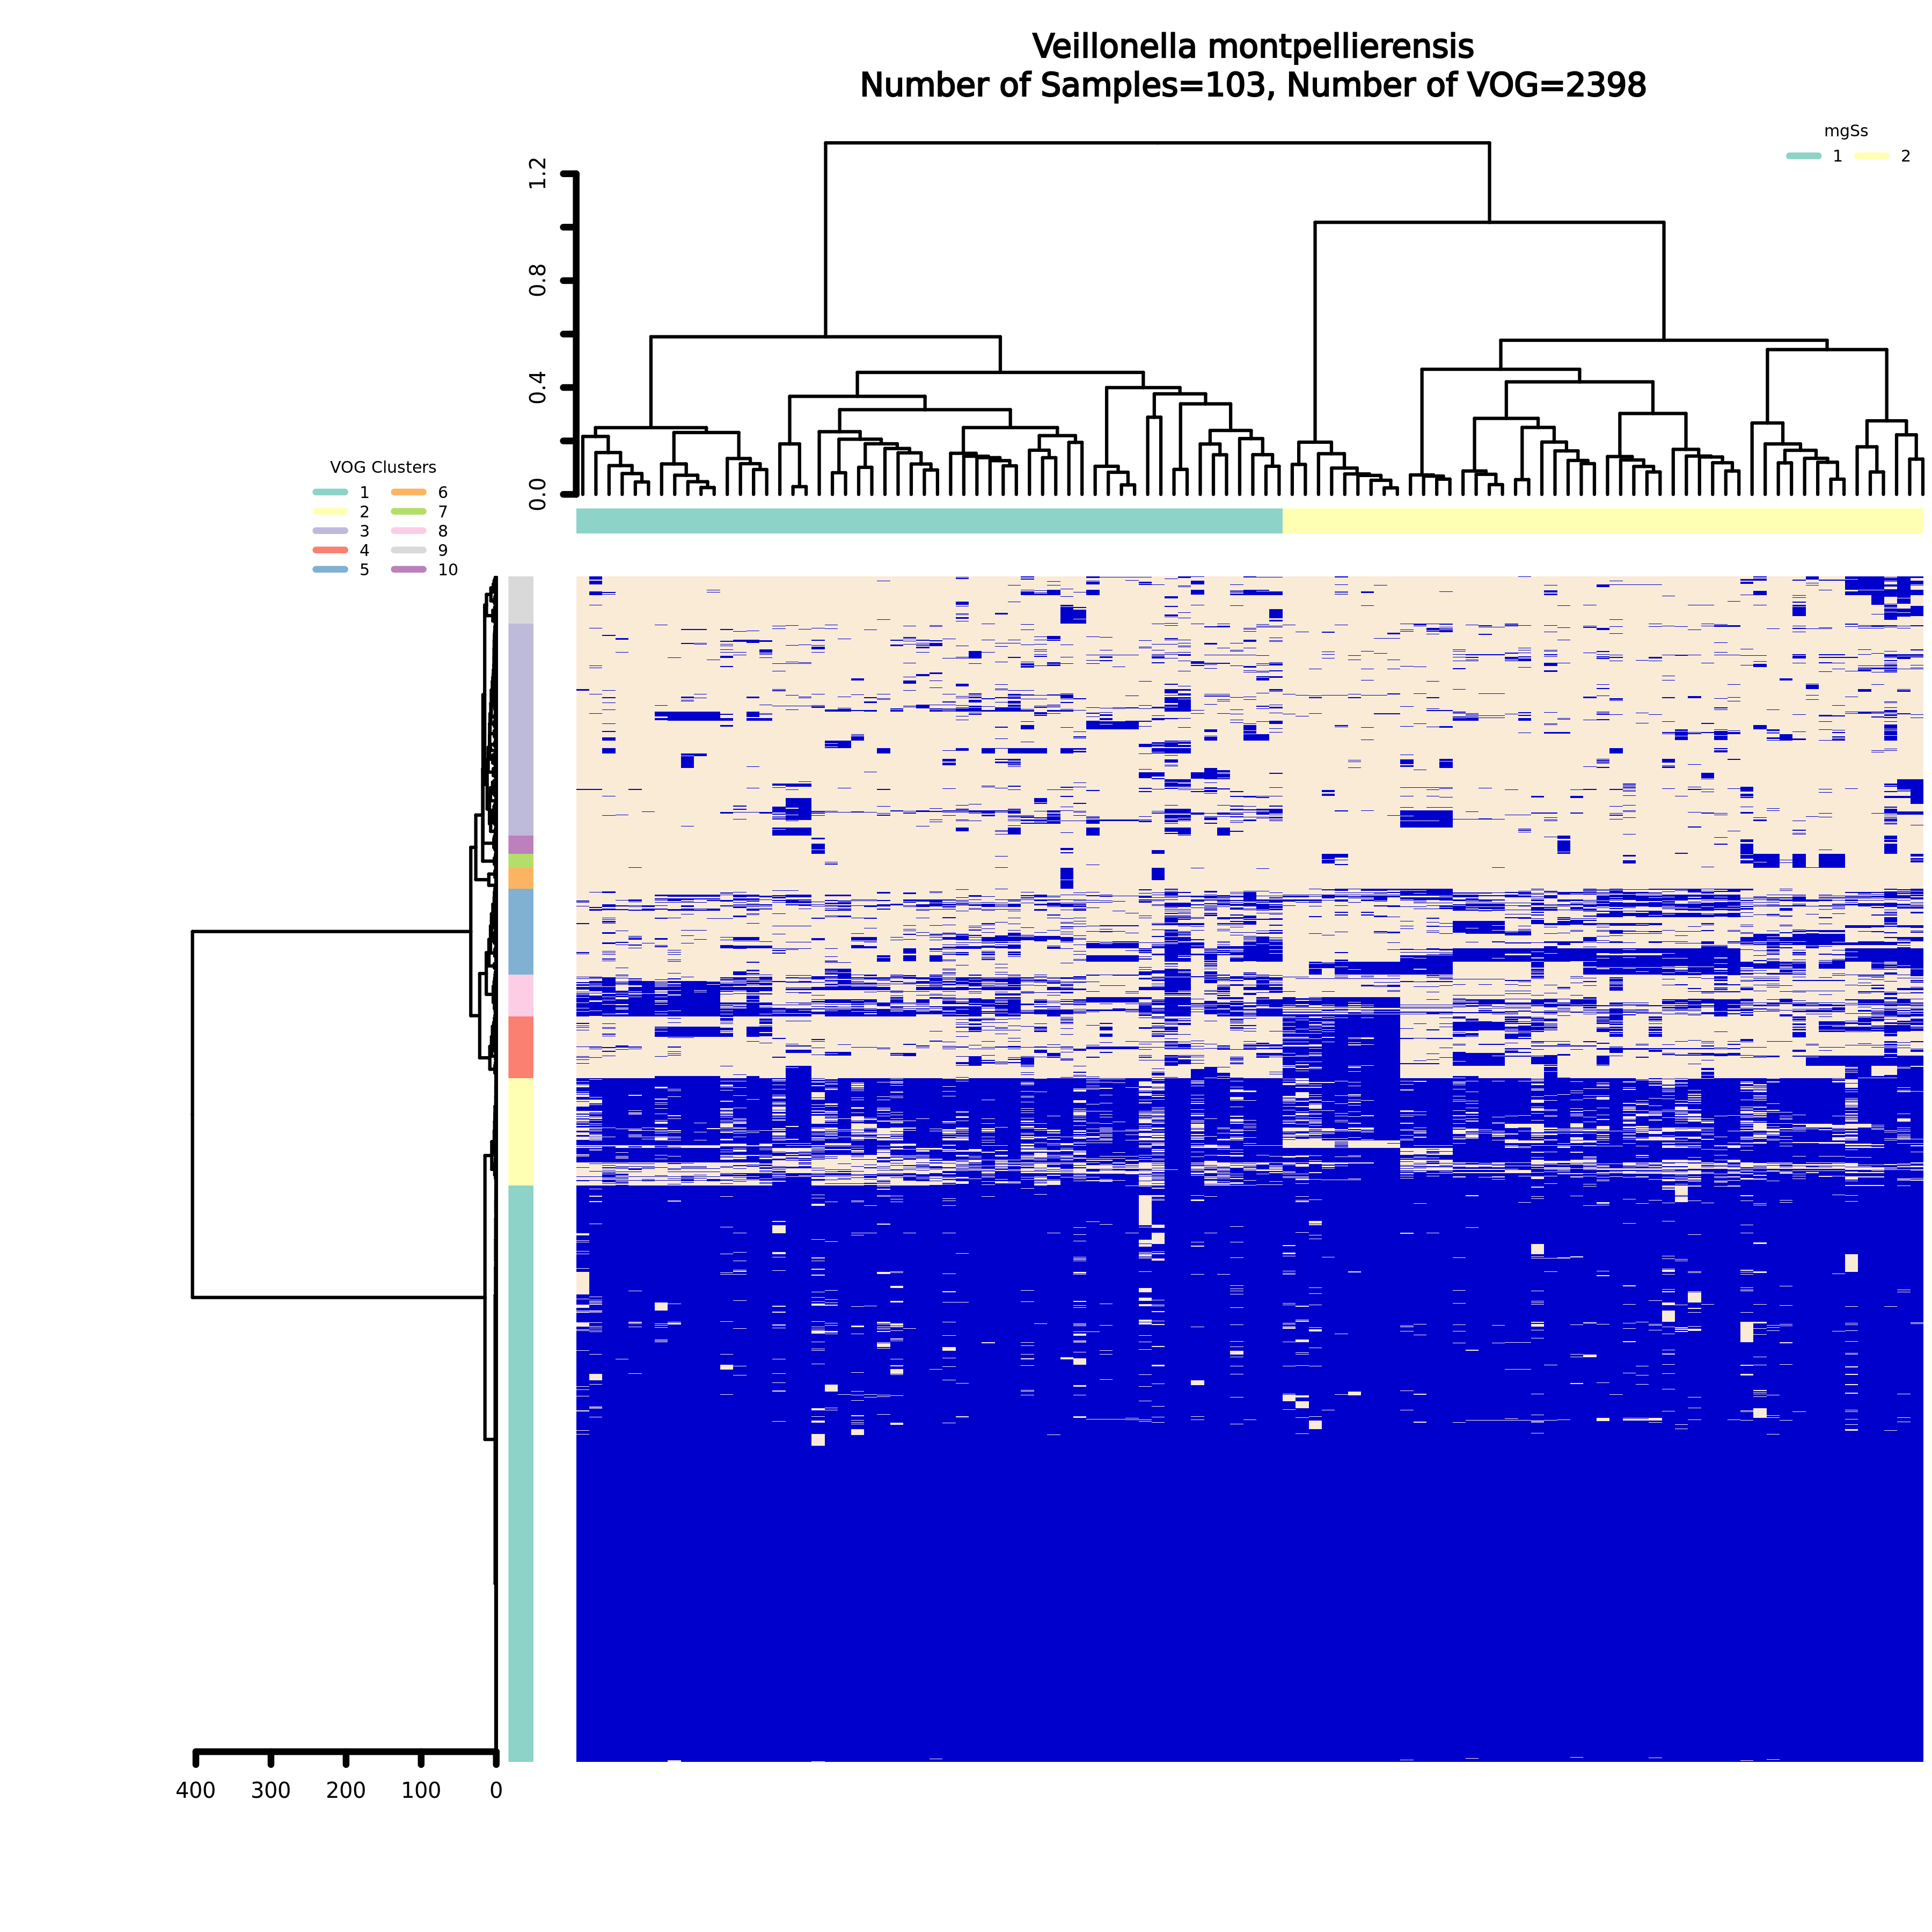 Veillonella montpellierensis
Number of Samples=103, Number of VOG=2398
mgSs
1 2
1.2
0.8
0.4
0.0
VOG Clusters
1 6
2 7
3 8
4 9
5 10
400 300 200 100 0